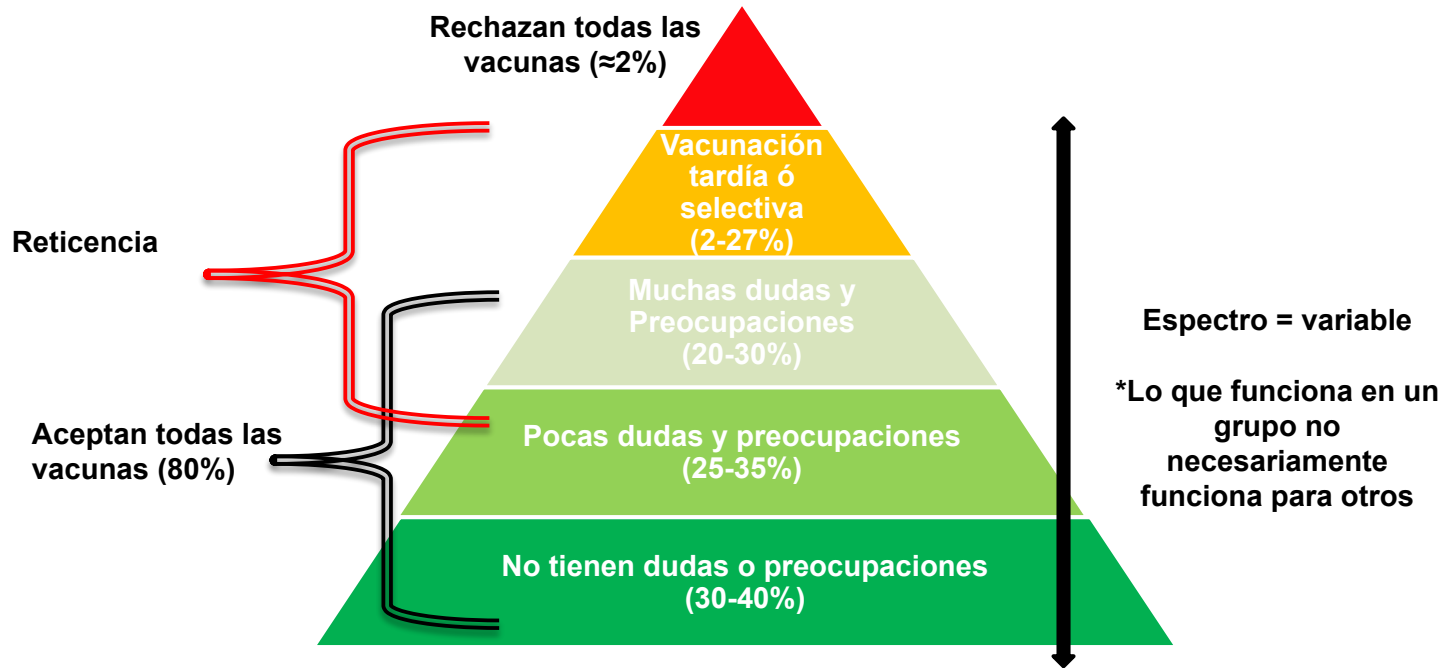 Rechazan todas las
vacunas (≈2%)
Vacunación
tardía ó
selectiva
(2-27%)
Reticencia
Muchas dudas y
Preocupaciones
(20-30%)
Espectro = variable
*Lo que funciona en un
grupo no
necesariamente
funciona para otros
Aceptan todas las
vacunas (80%)
Pocas dudas y preocupaciones
(25-35%)
No tienen dudas o preocupaciones
(30-40%)